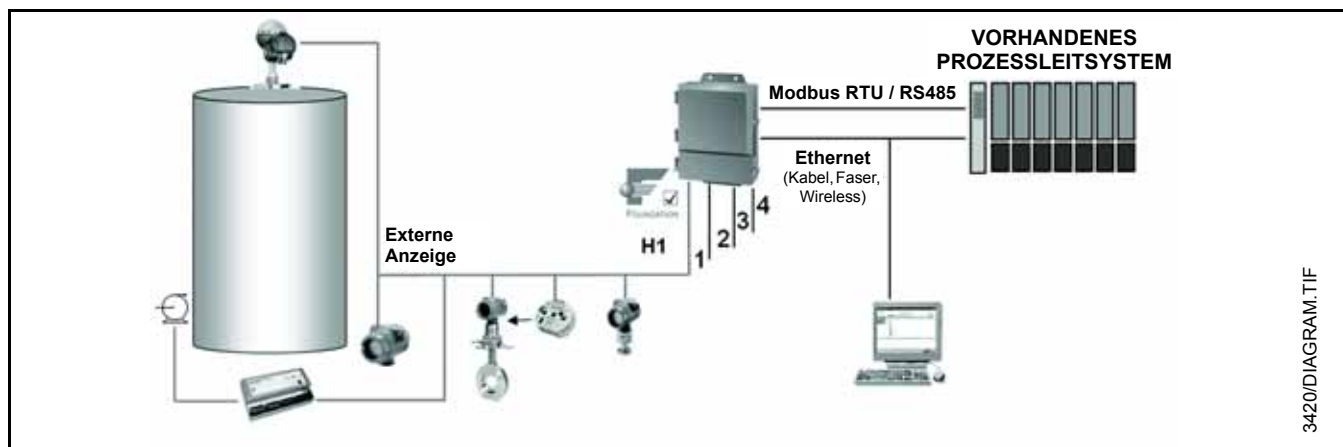 VORHANDENES
PROZESSLEITSYSTEM
Modbus RTU / RS485
Ethernet
(Kabel, Faser,
Wireless)
FOUNDATION
Externe
Anzeige
H1
1
2
3
4
3420/DIAGRAM.TIF